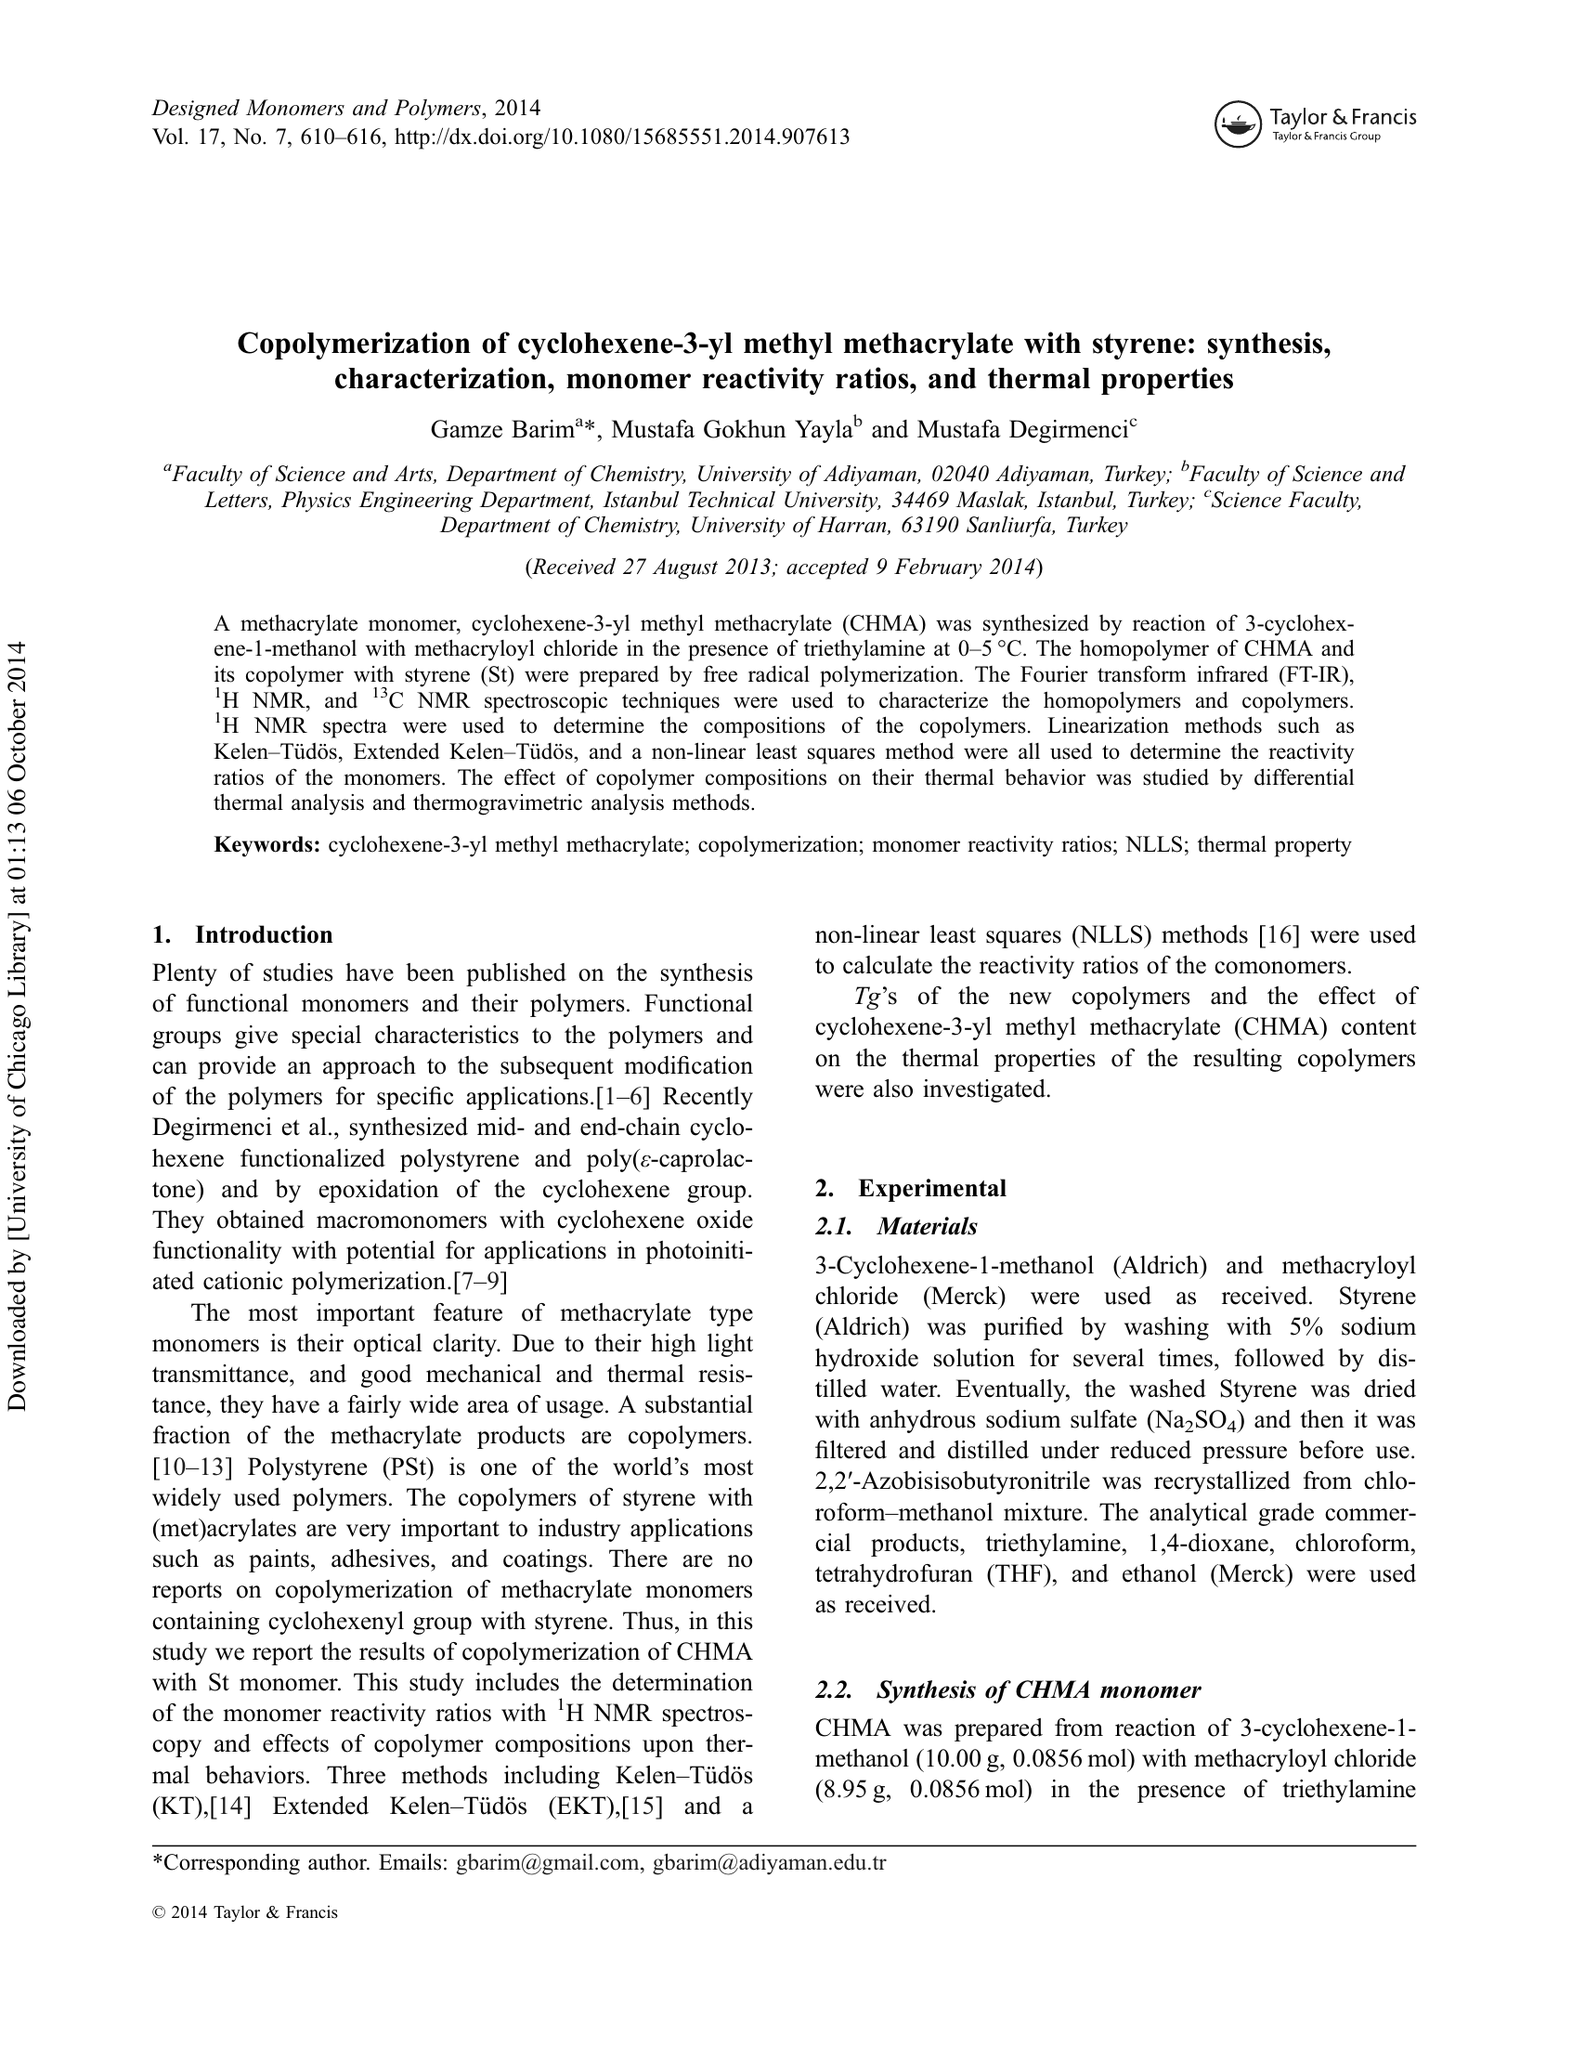 Designed Monomers and Polymers, 2014
Vol. 17, No. 7, 610–616, http://dx.doi.org/10.1080/15685551.2014.907613
Taylor & Francis
Taylor & Francis Group
Copolymerization of cyclohexene-3-yl methyl methacrylate with styrene: synthesis,
characterization, monomer reactivity ratios, and thermal properties
Gamze Barimᵃ*, Mustafa Gokhun Yaylaᵇ and Mustafa Degirmenciᶜ
ᵃFaculty of Science and Arts, Department of Chemistry, University of Adiyaman, 02040 Adiyaman, Turkey; ᵇFaculty of Science and
Letters, Physics Engineering Department, Istanbul Technical University, 34469 Maslak, Istanbul, Turkey; ᶜScience Faculty,
Department of Chemistry, University of Harran, 63190 Sanliurfa, Turkey
(Received 27 August 2013; accepted 9 February 2014)
A methacrylate monomer, cyclohexene-3-yl methyl methacrylate (CHMA) was synthesized by reaction of 3-cyclohex-
ene-1-methanol with methacryloyl chloride in the presence of triethylamine at 0–5 °C. The homopolymer of CHMA and
its copolymer with styrene (St) were prepared by free radical polymerization. The Fourier transform infrared (FT-IR),
¹H NMR, and ¹³C NMR spectroscopic techniques were used to characterize the homopolymers and copolymers.
¹H NMR spectra were used to determine the compositions of the copolymers. Linearization methods such as
Kelen–Tüdös, Extended Kelen–Tüdös, and a non-linear least squares method were all used to determine the reactivity
ratios of the monomers. The effect of copolymer compositions on their thermal behavior was studied by differential
thermal analysis and thermogravimetric analysis methods.
Keywords: cyclohexene-3-yl methyl methacrylate; copolymerization; monomer reactivity ratios; NLLS; thermal property
1. Introduction
Plenty of studies have been published on the synthesis
of functional monomers and their polymers. Functional
groups give special characteristics to the polymers and
can provide an approach to the subsequent modification
of the polymers for specific applications.[1–6] Recently
Degirmenci et al., synthesized mid- and end-chain cyclo-
hexene functionalized polystyrene and poly(ε-caprolac-
tone) and by epoxidation of the cyclohexene group.
They obtained macromonomers with cyclohexene oxide
functionality with potential for applications in photoiniti-
ated cationic polymerization.[7–9]
The most important feature of methacrylate type
monomers is their optical clarity. Due to their high light
transmittance, and good mechanical and thermal resis-
tance, they have a fairly wide area of usage. A substantial
fraction of the methacrylate products are copolymers.
[10–13] Polystyrene (PSt) is one of the world's most
widely used polymers. The copolymers of styrene with
(met)acrylates are very important to industry applications
such as paints, adhesives, and coatings. There are no
reports on copolymerization of methacrylate monomers
containing cyclohexenyl group with styrene. Thus, in this
study we report the results of copolymerization of CHMA
with St monomer. This study includes the determination
of the monomer reactivity ratios with ¹H NMR spectros-
copy and effects of copolymer compositions upon ther-
mal behaviors. Three methods including Kelen–Tüdös
(KT),[14] Extended Kelen–Tüdös (EKT),[15] and a
non-linear least squares (NLLS) methods [16] were used
to calculate the reactivity ratios of the comonomers.
Tg's of the new copolymers and the effect of
cyclohexene-3-yl methyl methacrylate (CHMA) content
on the thermal properties of the resulting copolymers
were also investigated.
2. Experimental
2.1. Materials
3-Cyclohexene-1-methanol (Aldrich) and methacryloyl
chloride (Merck) were used as received. Styrene
(Aldrich) was purified by washing with 5% sodium
hydroxide solution for several times, followed by dis-
tilled water. Eventually, the washed Styrene was dried
with anhydrous sodium sulfate (Na₂SO₄) and then it was
filtered and distilled under reduced pressure before use.
2,2′-Azobisisobutyronitrile was recrystallized from chlo-
roform–methanol mixture. The analytical grade commer-
cial products, triethylamine, 1,4-dioxane, chloroform,
tetrahydrofuran (THF), and ethanol (Merck) were used
as received.
2.2. Synthesis of CHMA monomer
CHMA was prepared from reaction of 3-cyclohexene-1-
methanol (10.00 g, 0.0856 mol) with methacryloyl chloride
(8.95 g, 0.0856 mol) in the presence of triethylamine
*Corresponding author. Emails: gbarim@gmail.com, gbarim@adiyaman.edu.tr
© 2014 Taylor & Francis
Downloaded by [University of Chicago Library] at 01:13 06 October 2014